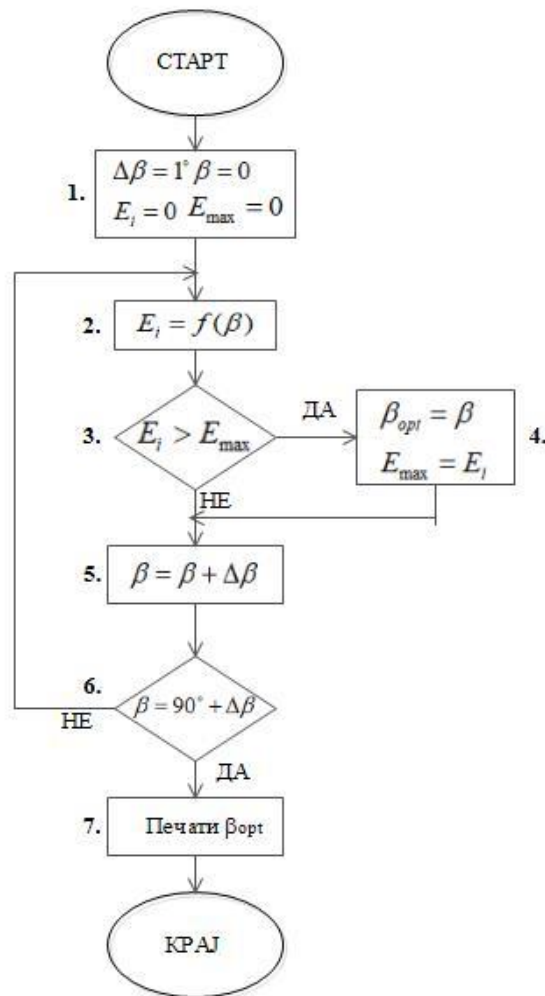 СТАРТ
1.
Δβ = 1° β = 0
E_i = 0 E_max = 0
2.
E_i = f(β)
3.
E_i > E_max
ДА
4.
β_opt = β
E_max = E_i
НЕ
5.
β = β + Δβ
6.
β = 90° + Δβ
НЕ
ДА
7.
Печати βopt
КРАЈ